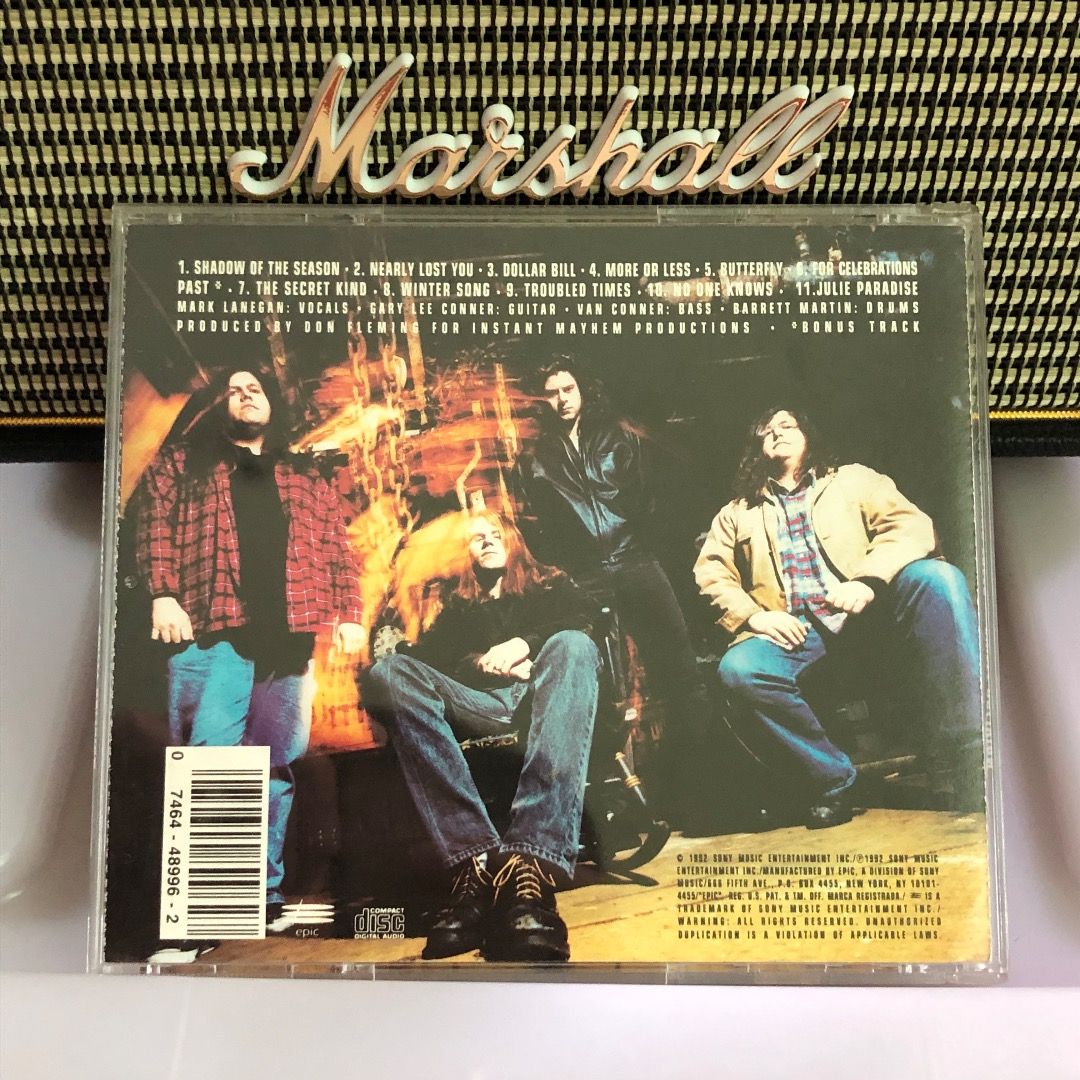 Marshall
1. SHADOW OF THE SEASON · 2. NEARLY LOST YOU · 3. DOLLAR BILL · 4. MORE OR LESS · 5. BUTTERFLY · 6. FOR CELEBRATIONS
PAST * · 7. THE SECRET KIND · 8. WINTER SONG · 9. TROUBLED TIMES · 10. NO ONE KNOWS · 11. JULIE PARADISE
MARK LANEGAN: VOCALS · GARY LEE CONNER: GUITAR · VAN CONNER: BASS · BARRETT MARTIN: DRUMS
PRODUCED BY DON FLEMING FOR INSTANT MAYHEM PRODUCTIONS · *BONUS TRACK
0 7464-48996-2
epic
COMPACT
disc
DIGITAL AUDIO
© 1992 SONY MUSIC ENTERTAINMENT INC./℗1992 SONY MUSIC
ENTERTAINMENT INC./MANUFACTURED BY EPIC, A DIVISION OF SONY
MUSIC/666 FIFTH AVE., P.O. BOX 4455, NEW YORK, NY 10101-
4455/"EPIC" REG. U.S. PAT. & TM. OFF. MARCA REGISTRADA./ IS A
TRADEMARK OF SONY MUSIC ENTERTAINMENT INC./
WARNING: ALL RIGHTS RESERVED. UNAUTHORIZED
DUPLICATION IS A VIOLATION OF APPLICABLE LAWS.